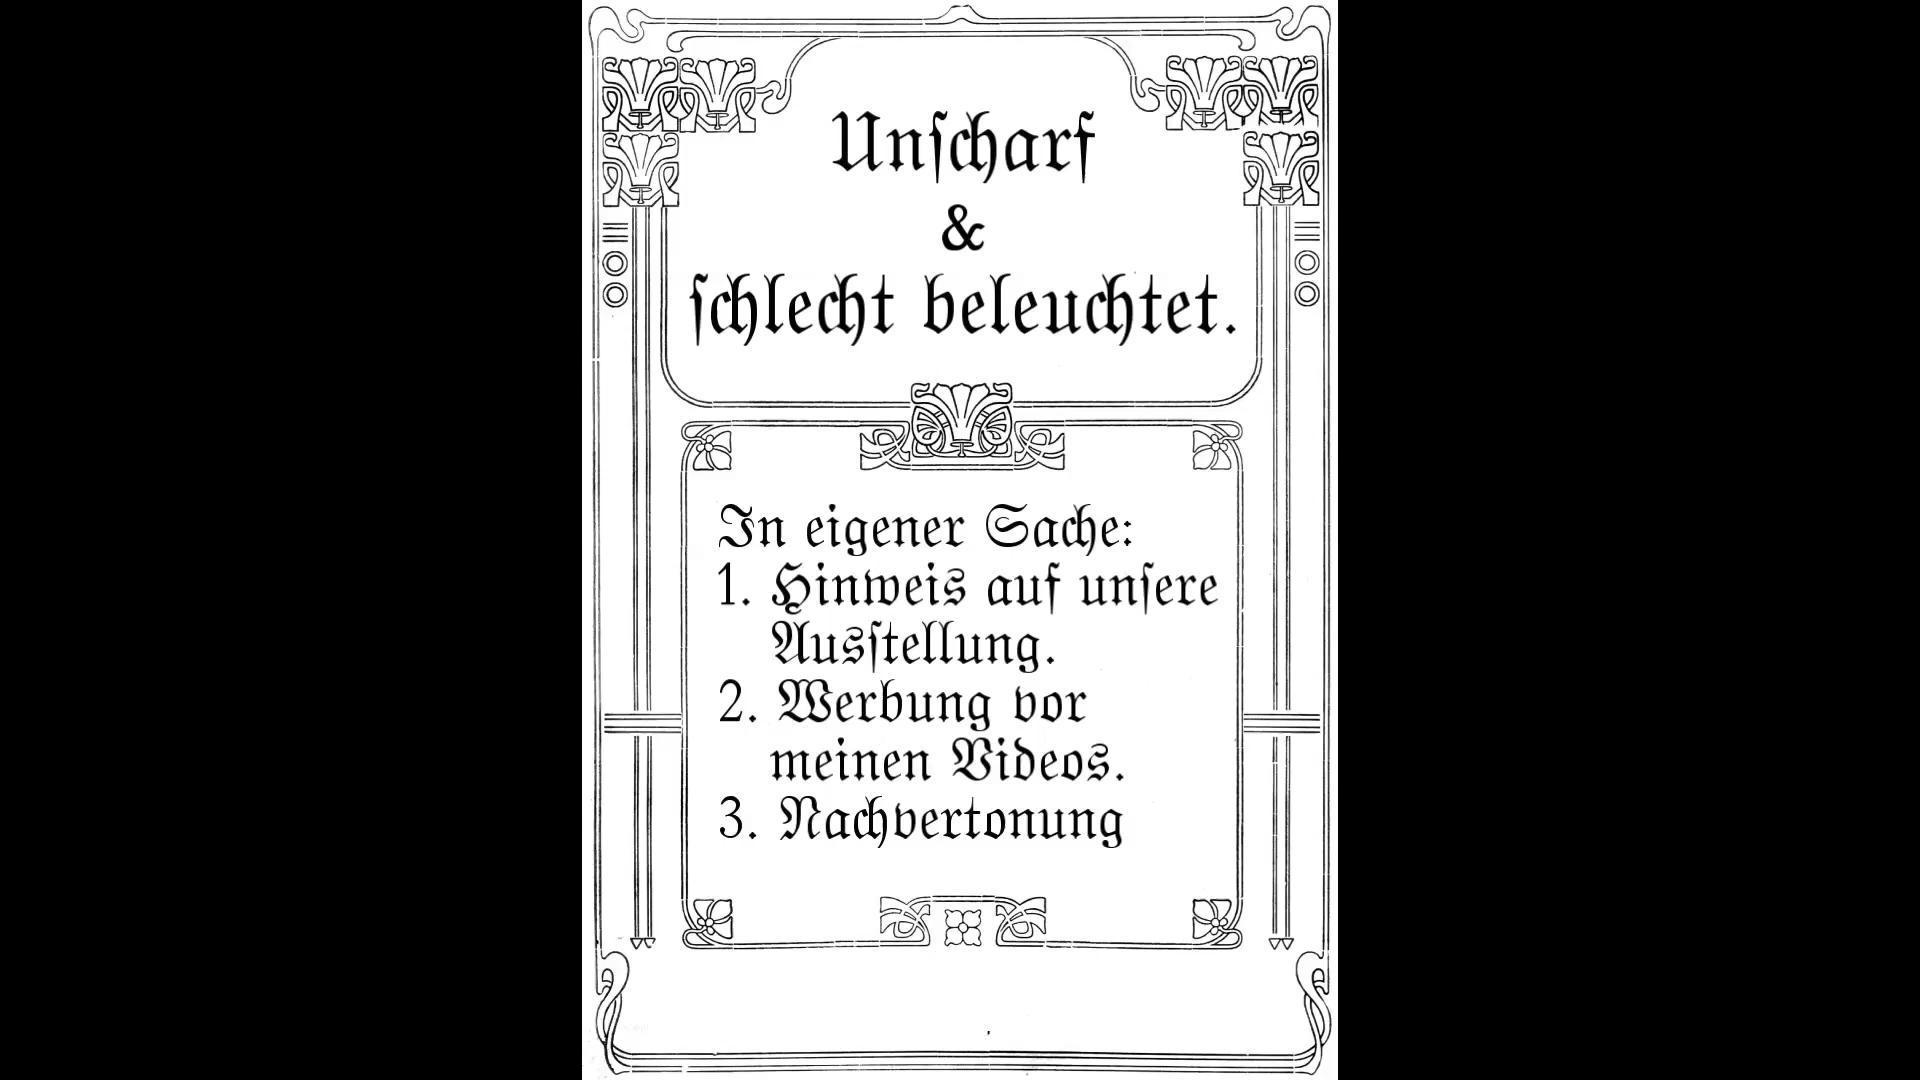 Unſcharf
&
ſchlecht beleuchtet.
In eigener Sache:
1. Hinweis auf unſere
Ausſtellung.
2. Werbung vor
meinen Videos.
3. Nachvertonung